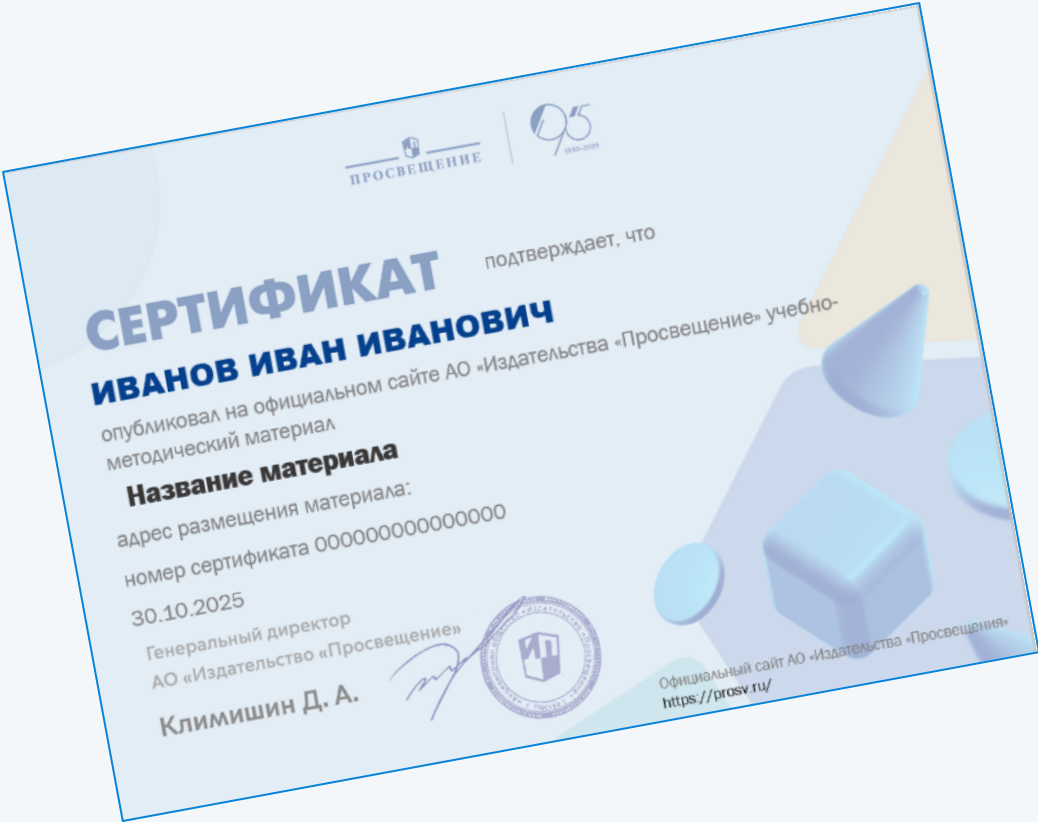 ПРОСВЕЩЕНИЕ
95
1930-2025
СЕРТИФИКАТ подтверждает, что
ИВАНОВ ИВАН ИВАНОВИЧ
опубликовал на официальном сайте АО «Издательства «Просвещение» учебно-
методический материал
Название материала
адрес размещения материала:
номер сертификата 000000000000000
30.10.2025
Генеральный директор
АО «Издательство «Просвещение»
Климишин Д. А.
Официальный сайт АО «Издательства «Просвещения»
https://prosv.ru/